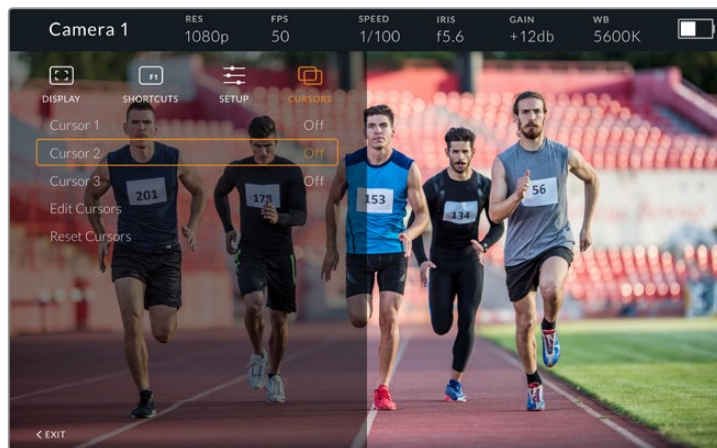 Camera 1
RES
1080p
FPS
50
SPEED
1/100
IRIS
f5.6
GAIN
+12db
WB
5600K
F1
DISPLAY
SHORTCUTS
SETUP
CURSORS
Cursor 1 Off
Cursor 2 Off
Cursor 3 Off
Edit Cursors
Reset Cursors
201
178
153
134
56
< EXIT